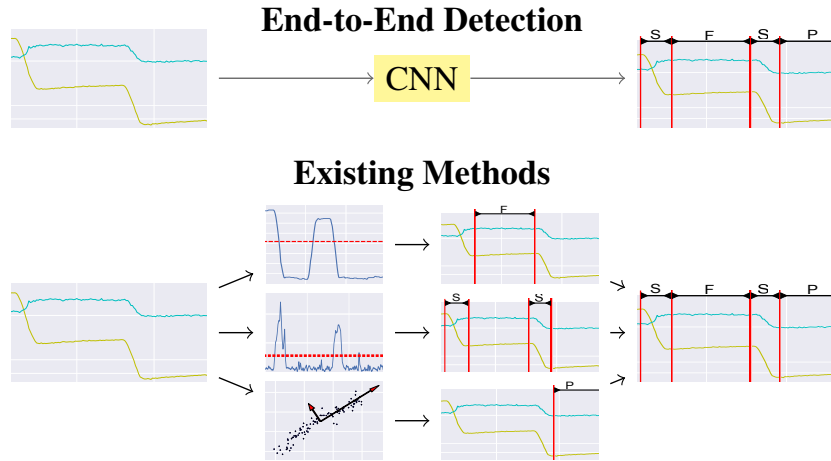 End-to-End Detection
S F S P
CNN
Existing Methods
F
S S
S F S P
P